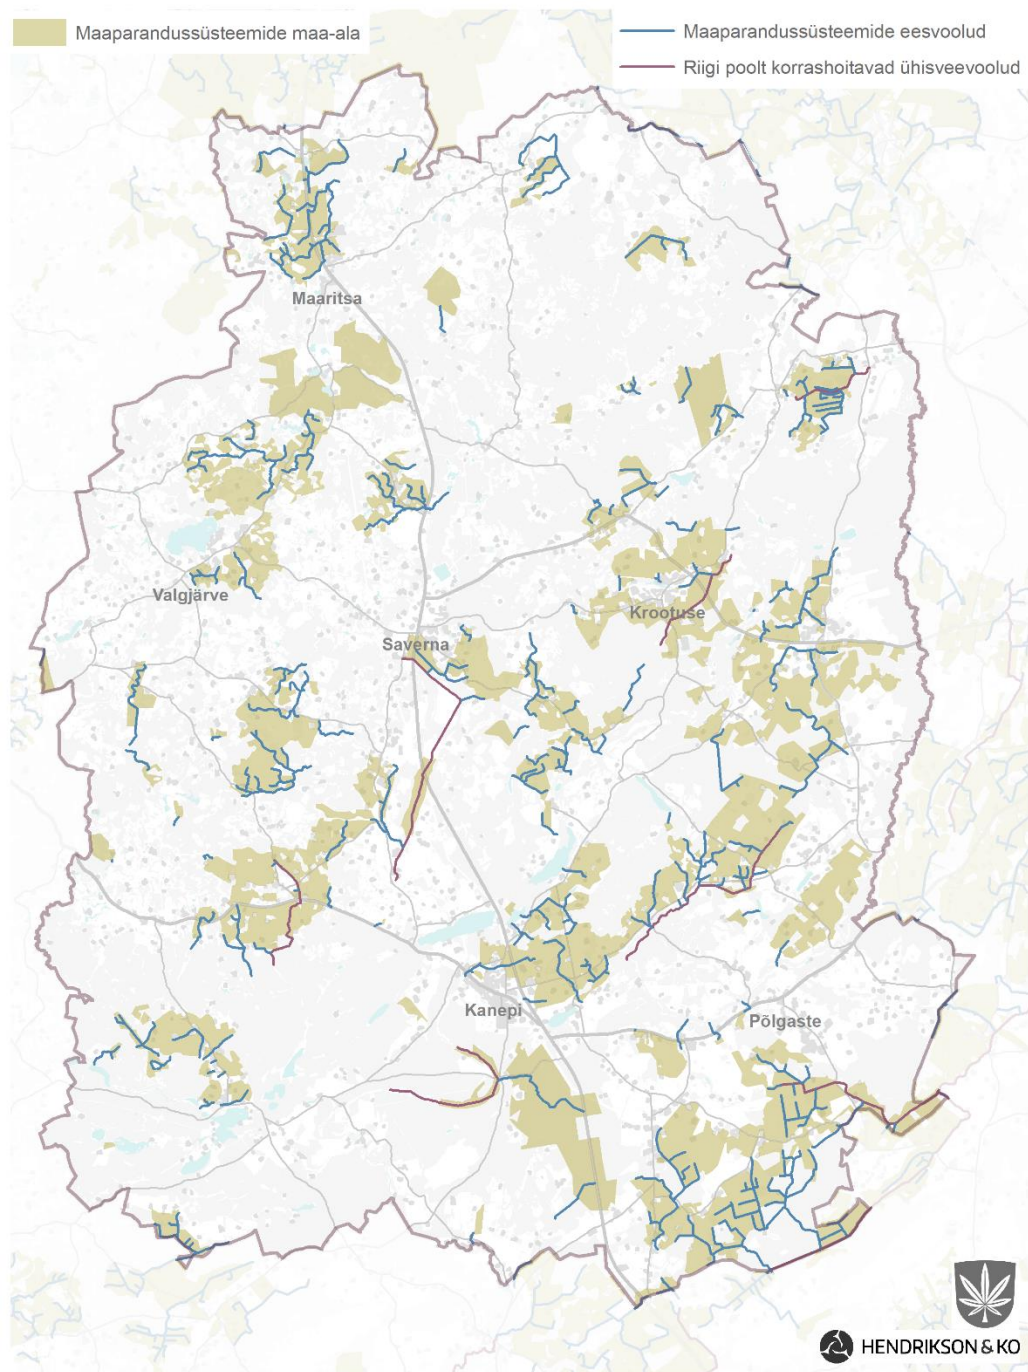 Maaparandussüsteemide maa-ala
Maaparandussüsteemide eesvoolud
Riigi poolt korrashoitavad ühisveevoolud
Maaritsa
Valgjärve
Krootuse
Saverna
Kanepi
Põlgaste
HENDRIKSON & KO